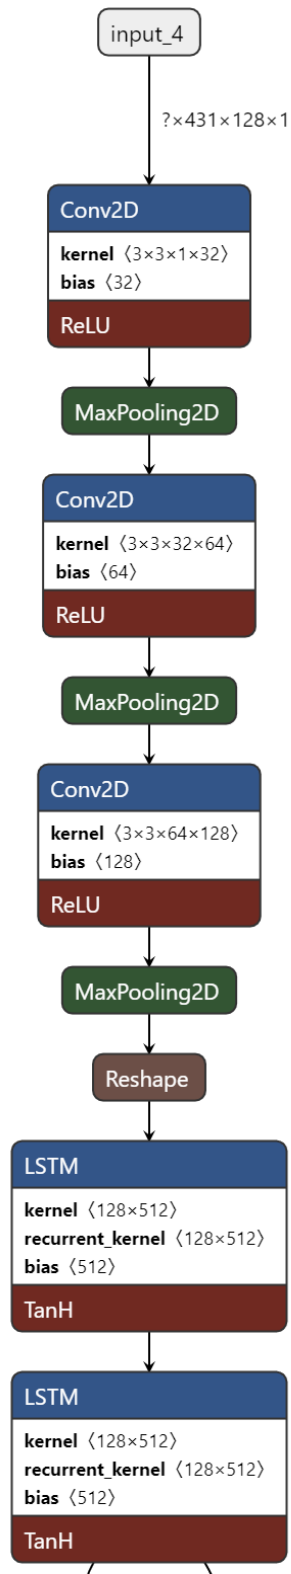 input_4
?×431×128×1
Conv2D
kernel 〈3×3×1×32〉
bias 〈32〉
ReLU
MaxPooling2D
Conv2D
kernel 〈3×3×32×64〉
bias 〈64〉
ReLU
MaxPooling2D
Conv2D
kernel 〈3×3×64×128〉
bias 〈128〉
ReLU
MaxPooling2D
Reshape
LSTM
kernel 〈128×512〉
recurrent_kernel 〈128×512〉
bias 〈512〉
TanH
LSTM
kernel 〈128×512〉
recurrent_kernel 〈128×512〉
bias 〈512〉
TanH